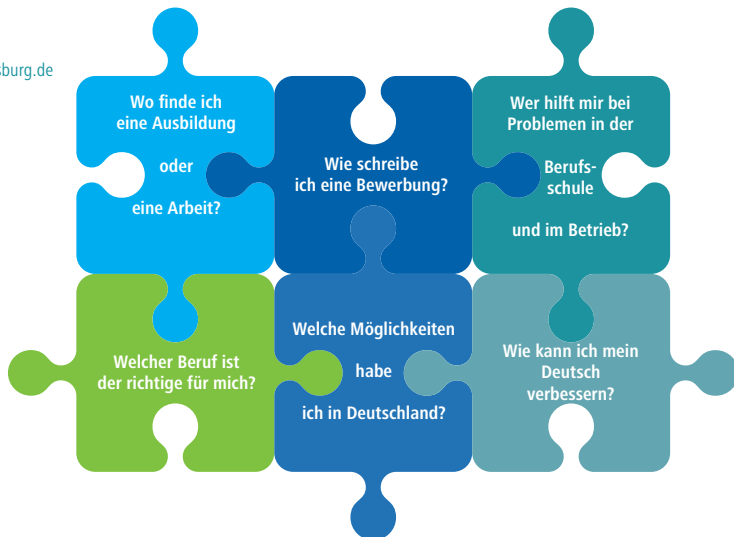 sburg.de
Wo finde ich
eine Ausbildung
oder
eine Arbeit?
Wie schreibe
ich eine Bewerbung?
Wer hilft mir bei
Problemen in der
Berufs-
schule
und im Betrieb?
Welcher Beruf ist
der richtige für mich?
Welche Möglichkeiten
habe
ich in Deutschland?
Wie kann ich mein
Deutsch
verbessern?